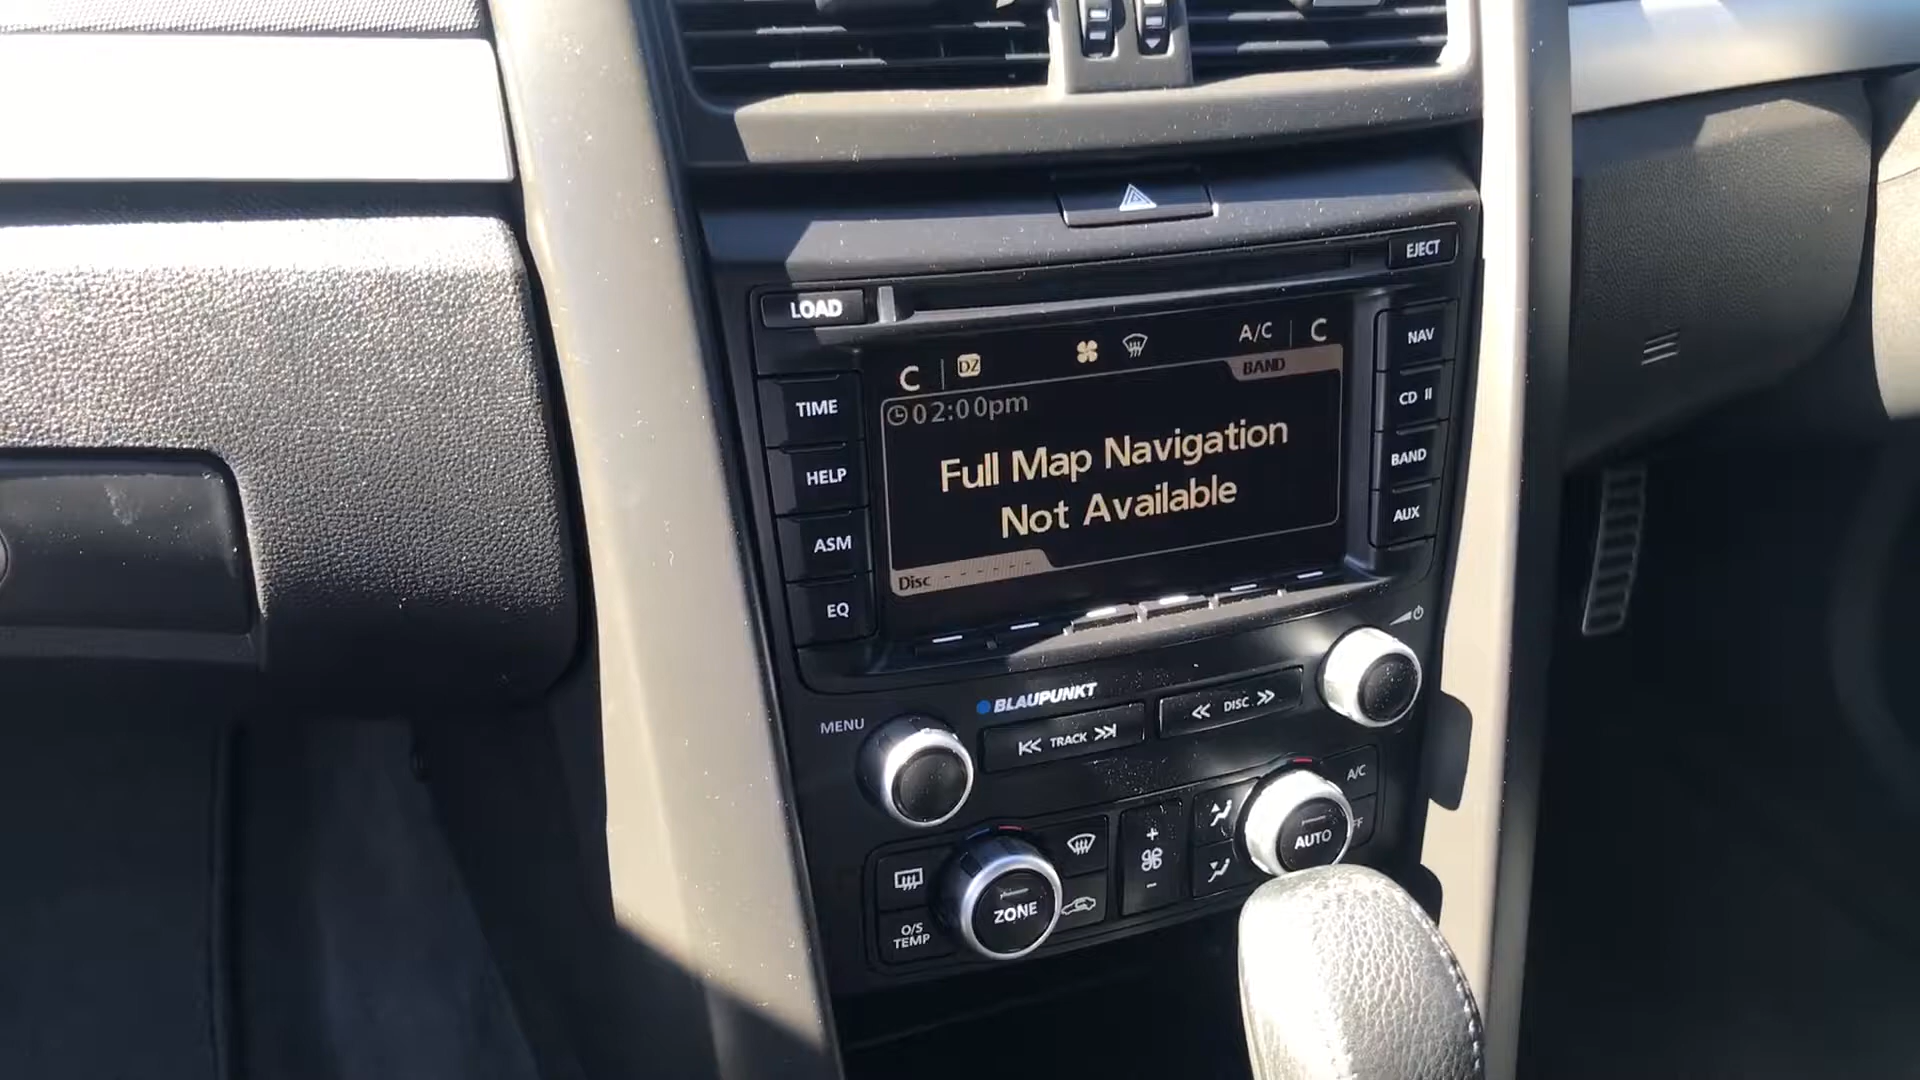 EJECT
LOAD
NAV
C DZ A/C C
BAND
TIME
02:00pm
CD II
Full Map Navigation
Not Available
HELP
BAND
ASM
AUX
Disc - - - - - -
EQ
BLAUPUNKT
MENU
TRACK
DISC
A/C
AUTO
FF
ZONE
O/S
TEMP